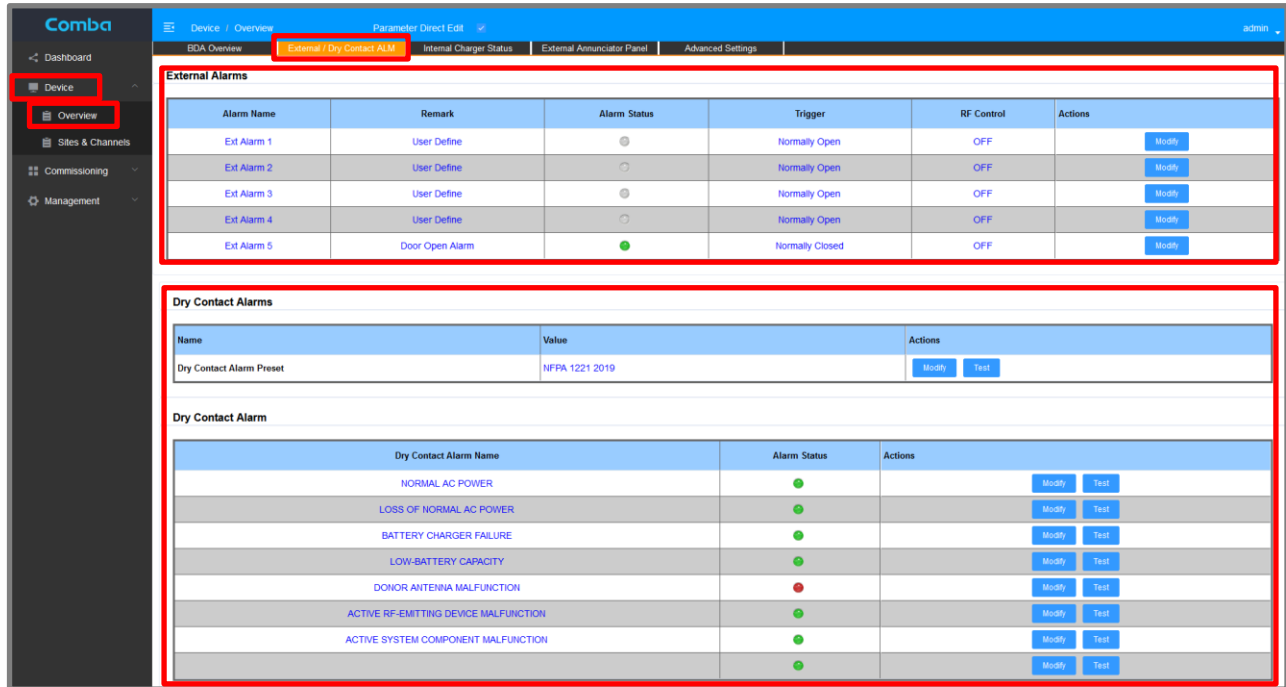 Comba
Device / Overview Parameter Direct Edit admin
BDA Overview External / Dry Contact ALM Internal Charger Status External Annunciator Panel Advanced Settings
Dashboard
Device
Overview
Sites & Channels
Commissioning
Management
External Alarms
Alarm Name Remark Alarm Status Trigger RF Control Actions
Ext Alarm 1 User Define Normally Open OFF Modify
Ext Alarm 2 User Define Normally Open OFF Modify
Ext Alarm 3 User Define Normally Open OFF Modify
Ext Alarm 4 User Define Normally Open OFF Modify
Ext Alarm 5 Door Open Alarm Normally Closed OFF Modify
Dry Contact Alarms
Name Value Actions
Dry Contact Alarm Preset NFPA 1221 2019 Modify Test
Dry Contact Alarm
Dry Contact Alarm Name Alarm Status Actions
NORMAL AC POWER Modify Test
LOSS OF NORMAL AC POWER Modify Test
BATTERY CHARGER FAILURE Modify Test
LOW-BATTERY CAPACITY Modify Test
DONOR ANTENNA MALFUNCTION Modify Test
ACTIVE RF-EMITTING DEVICE MALFUNCTION Modify Test
ACTIVE SYSTEM COMPONENT MALFUNCTION Modify Test
Modify Test